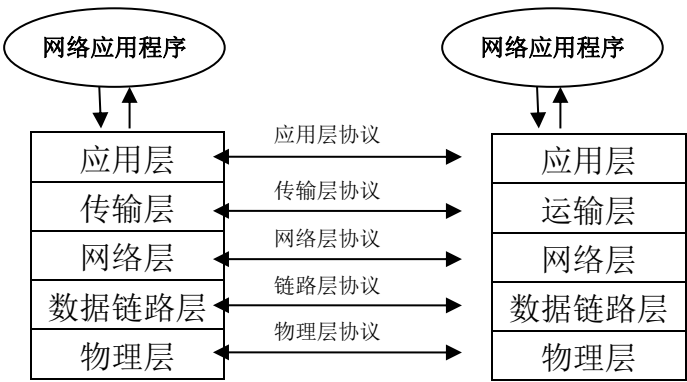 网络应用程序
网络应用程序
应用层
应用层协议
应用层
传输层
传输层协议
运输层
网络层
网络层协议
网络层
数据链路层
链路层协议
数据链路层
物理层
物理层协议
物理层